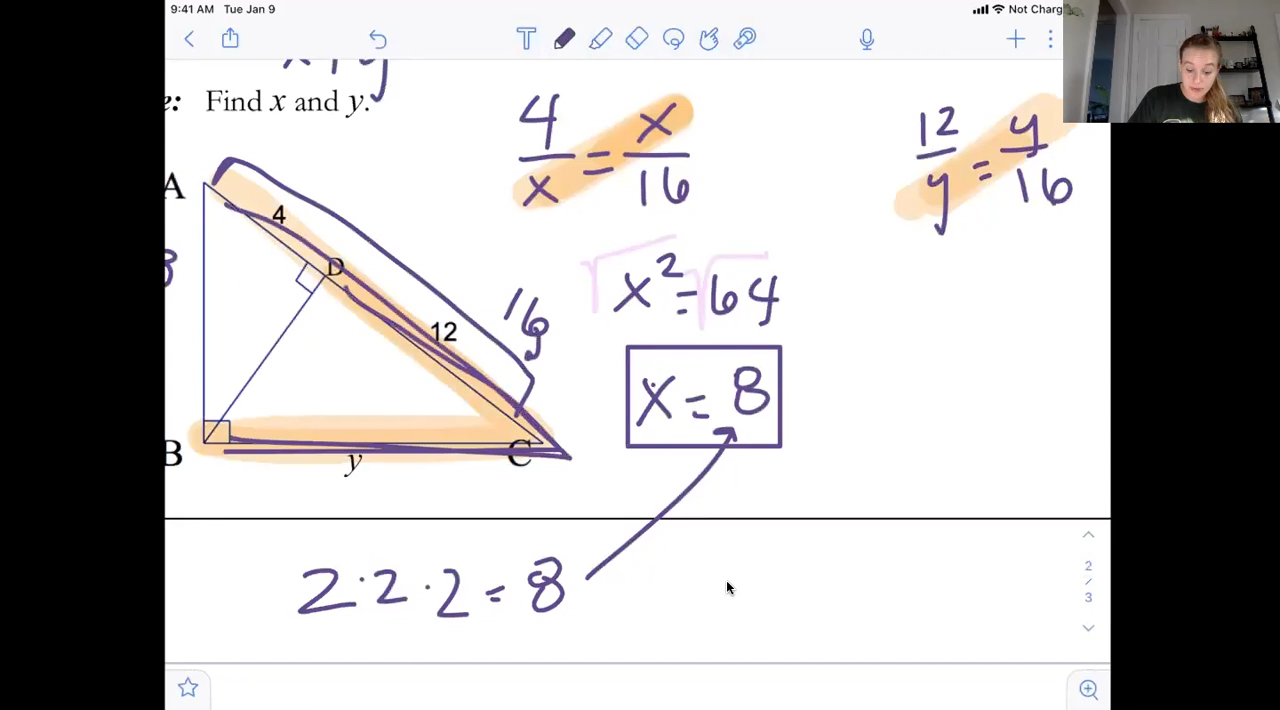 9:41 AM Tue Jan 9
Not Charg
T
x + y
e: Find x and y.
4/x = x/16
12/y = y/16
A
4
8
D
12
16
x² = 64
x = 8
B
y
C
2 · 2 · 2 = 8
2
/
3